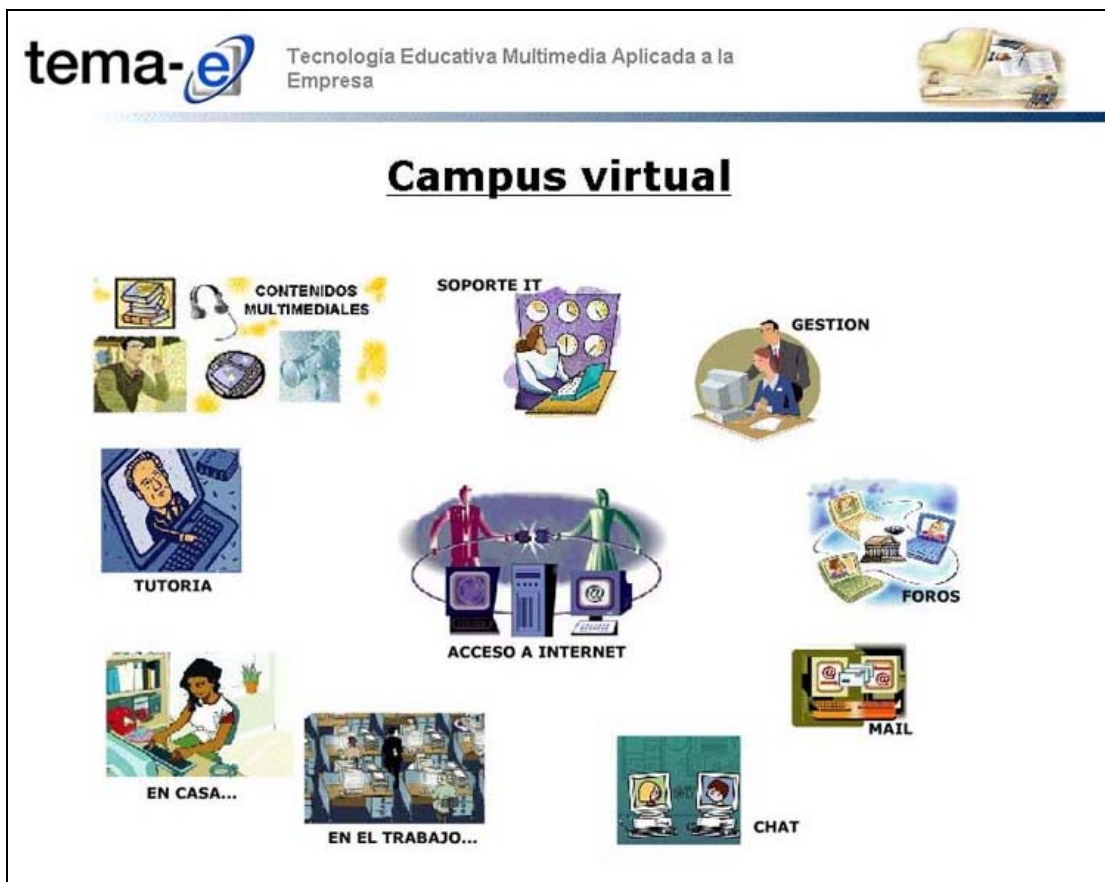 tema-e
Tecnología Educativa Multimedia Aplicada a la
Empresa
Campus virtual
CONTENIDOS
MULTIMEDIALES
SOPORTE IT
GESTION
TUTORIA
ACCESO A INTERNET
@
FOROS
@ @
MAIL
EN CASA...
EN EL TRABAJO...
CHAT